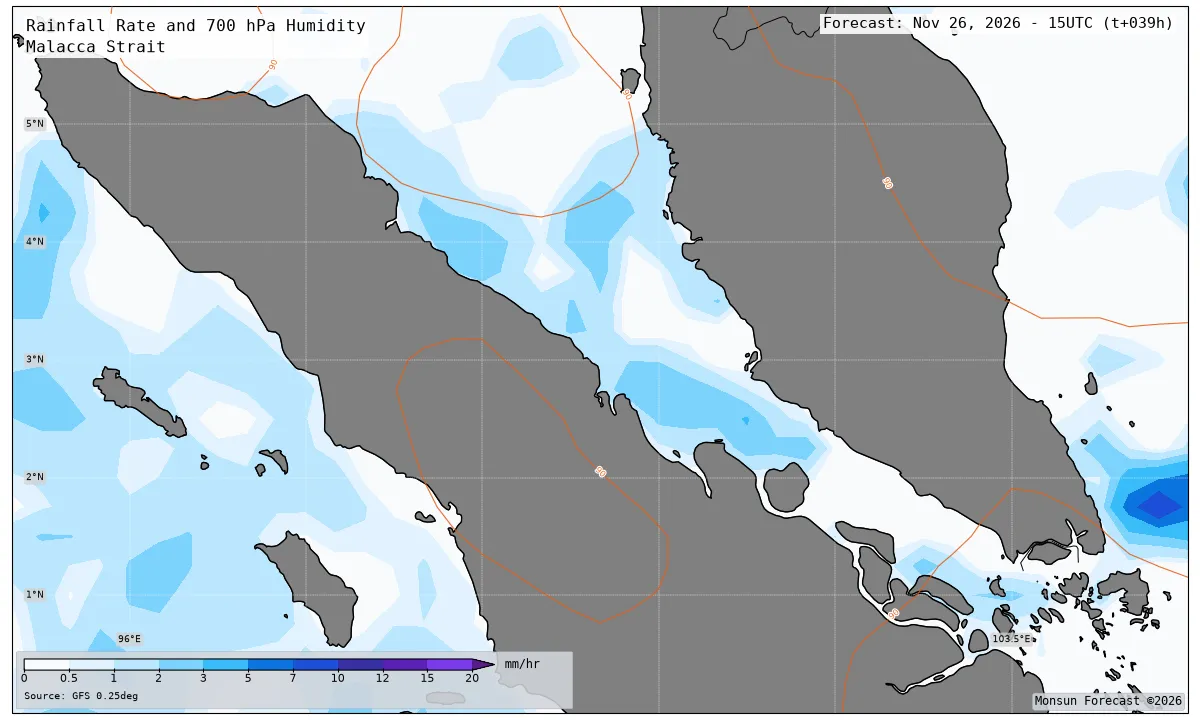 Rainfall Rate and 700 hPa Humidity
Malacca Strait
Forecast: Nov 26, 2026 - 15UTC (t+039h)
90
90
90
5°N
4°N
3°N
2°N
90
1°N
90
96°E
103.5°E
mm/hr
0 0.5 1 2 3 5 7 10 12 15 20
Source: GFS 0.25deg
Monsun Forecast ©2026